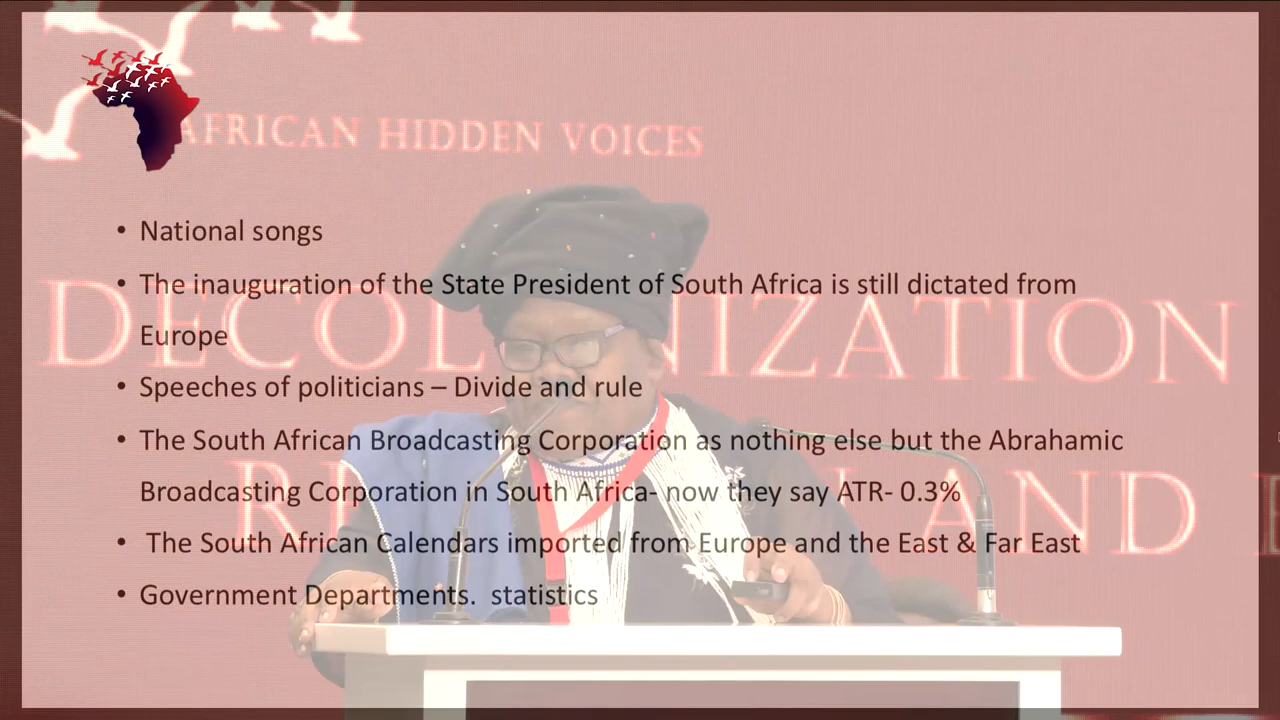 AFRICAN HIDDEN VOICES
• National songs
• The inauguration of the State President of South Africa is still dictated from
Europe
DECOL NIZATION
• Speeches of politicians – Divide and rule
• The South African Broadcasting Corporation as nothing else but the Abrahamic
Broadcasting Corporation in South Africa- now they say ATR- 0.3%
AND
• The South African Calendars imported from Europe and the East & Far East
• Government Departments. statistics